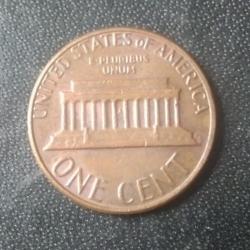 UNITED STATES OF AMERICA
E·PLURIBUS
UNUM
ONE CENT